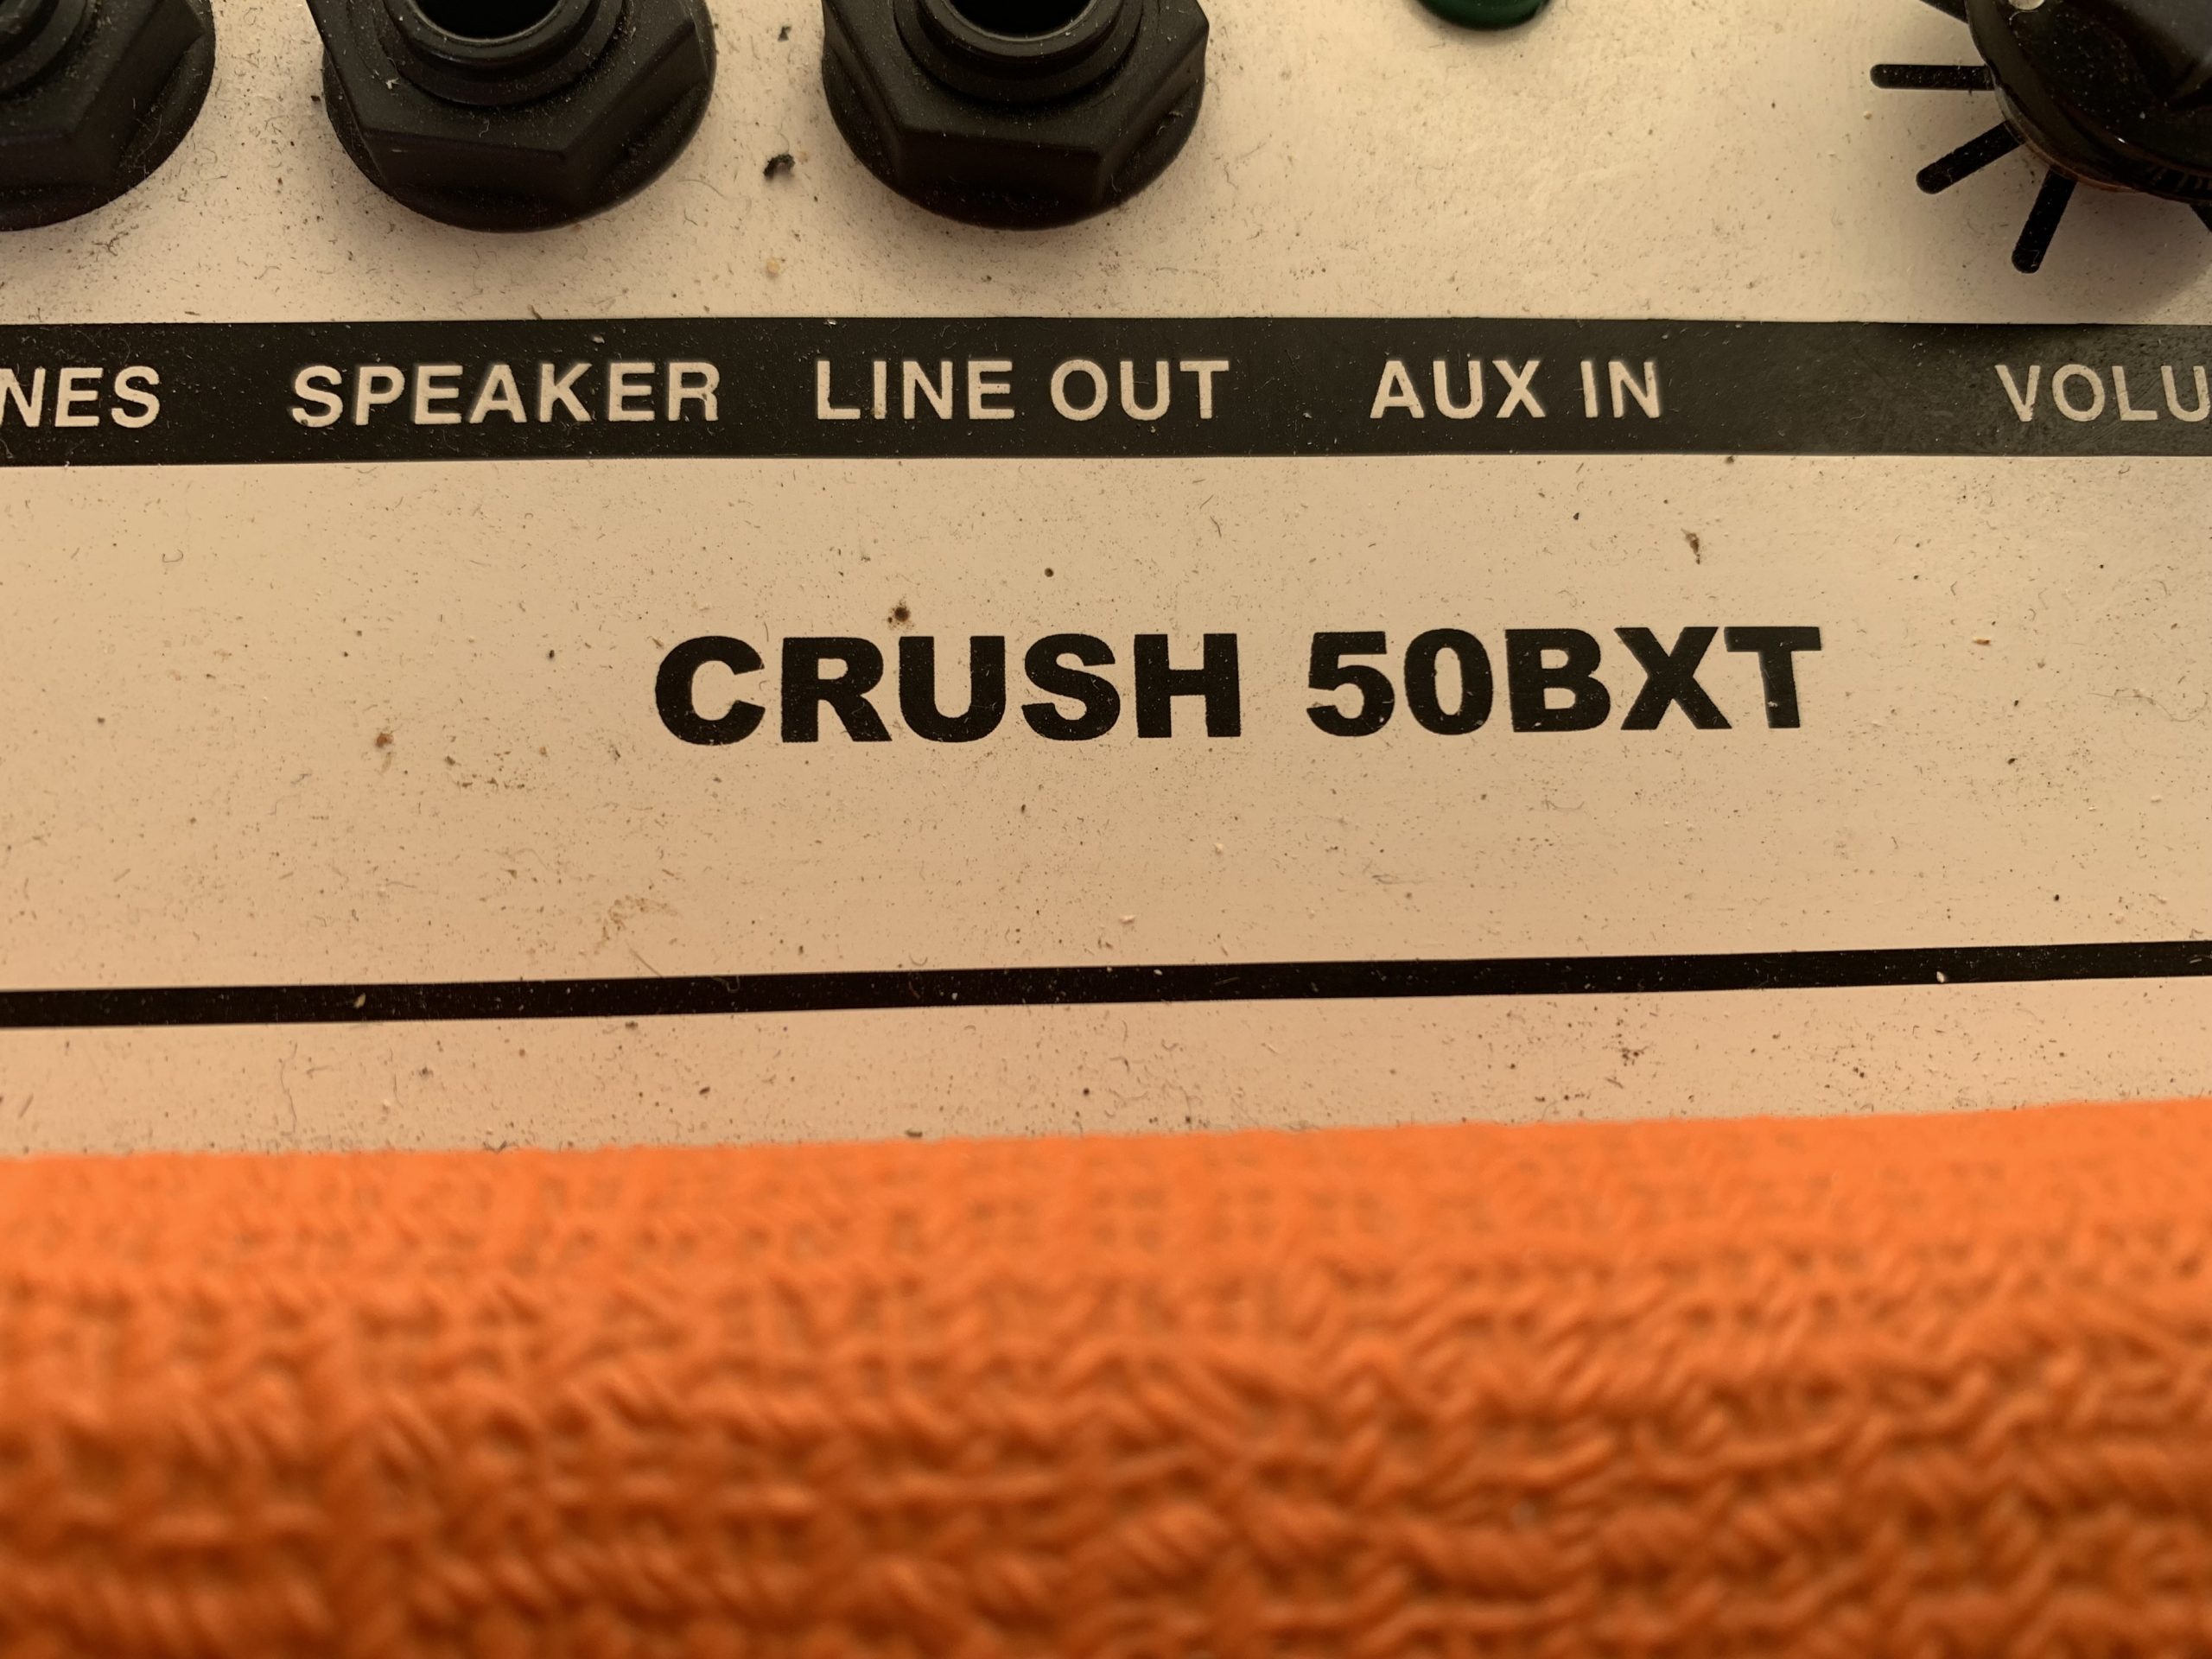 NES SPEAKER LINE OUT AUX IN VOLU
CRUSH 50BXT